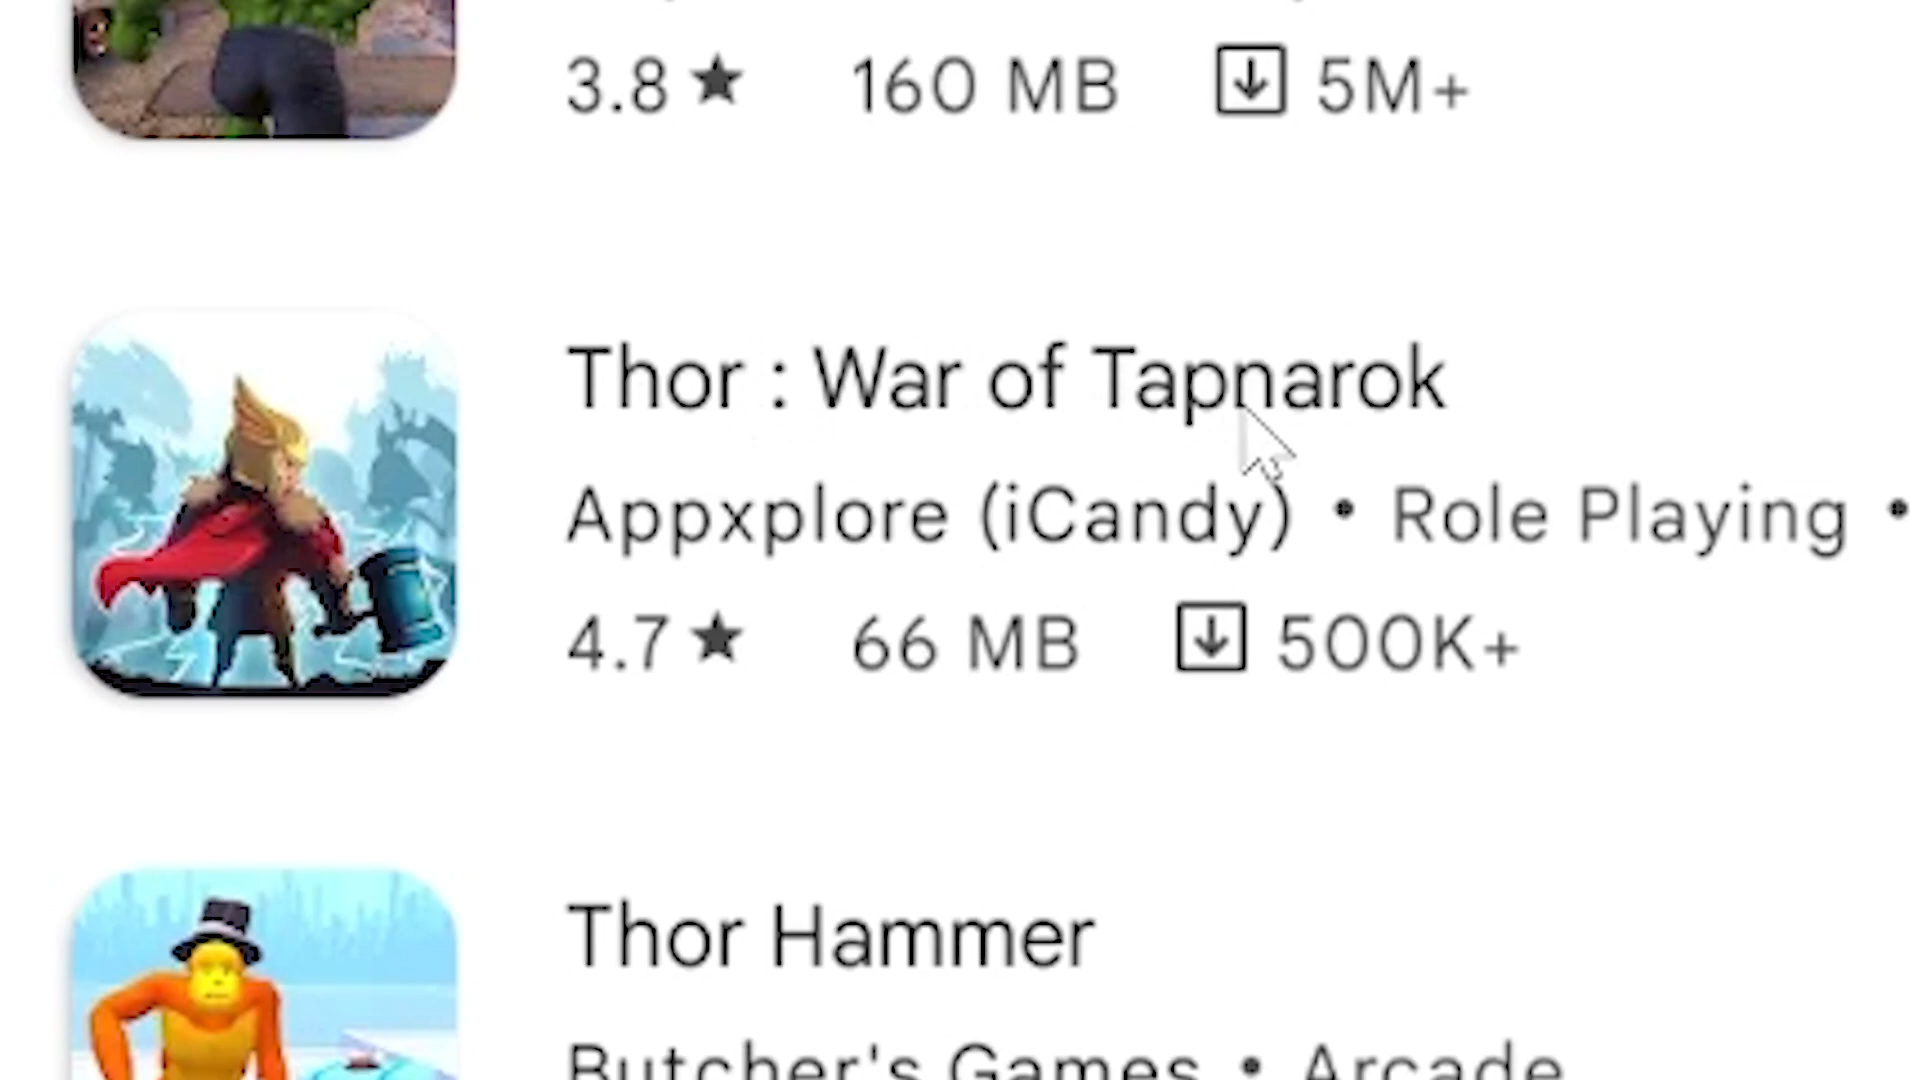 3.8 ★ 160 MB 5M+
Thor : War of Tapnarok
Appxplore (iCandy) • Role Playing •
4.7 ★ 66 MB 500K+
Thor Hammer
Butcher's Games • Arcade